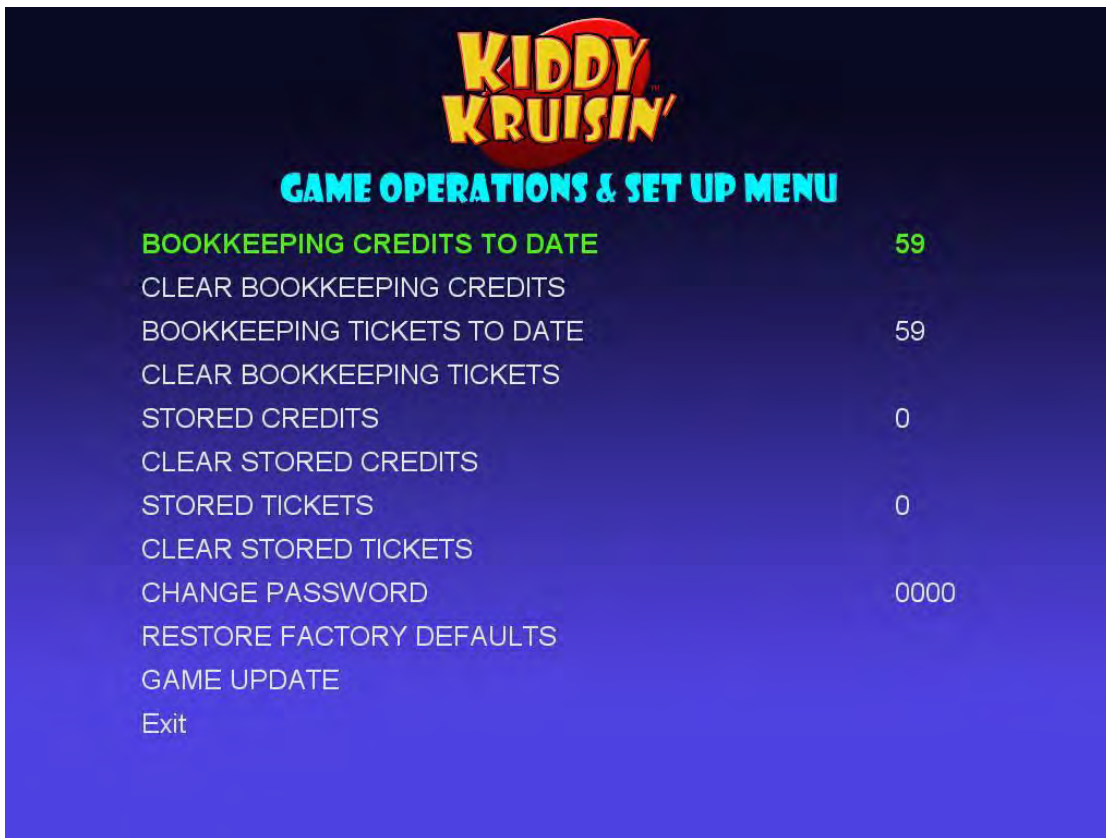 KIDDY
KRUISIN'
™
GAME OPERATIONS & SET UP MENU
BOOKKEEPING CREDITS TO DATE 59
CLEAR BOOKKEEPING CREDITS
BOOKKEEPING TICKETS TO DATE 59
CLEAR BOOKKEEPING TICKETS
STORED CREDITS 0
CLEAR STORED CREDITS
STORED TICKETS 0
CLEAR STORED TICKETS
CHANGE PASSWORD 0000
RESTORE FACTORY DEFAULTS
GAME UPDATE
Exit